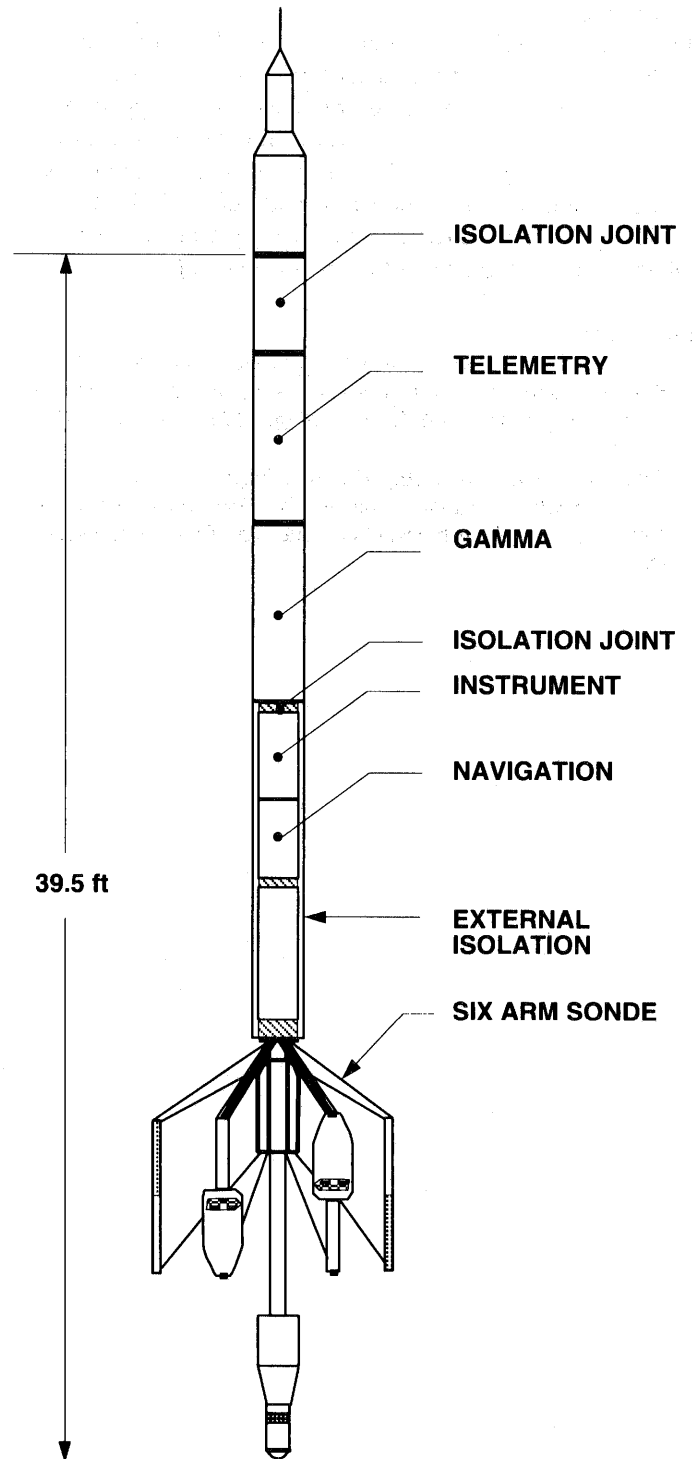 ISOLATION JOINT
TELEMETRY
GAMMA
ISOLATION JOINT
INSTRUMENT
NAVIGATION
39.5 ft
EXTERNAL
ISOLATION
SIX ARM SONDE